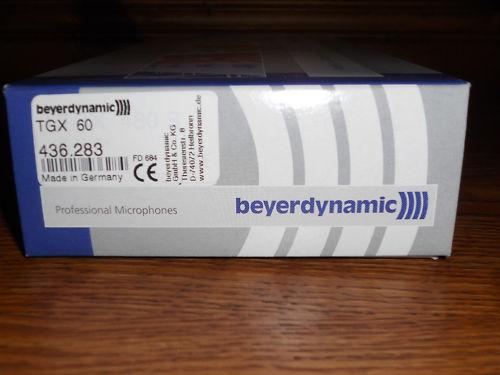 beyerdynamic))))
TGX 60
436.283
FD 684
Made in Germany
CE
beyerdynamic
GmbH & Co. KG
Theresienstr. 8
D-74072 Heilbronn
www.beyerdynamic.de
Professional Microphones
beyerdynamic))))